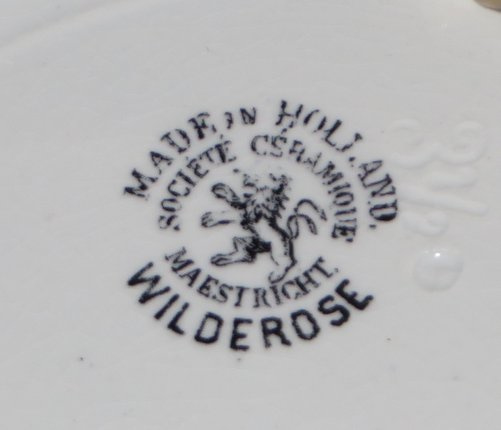 MADE IN HOLLAND.
SOCIÉTÉ CÉRAMIQUE
MAESTRICHT.
WILDEROSE